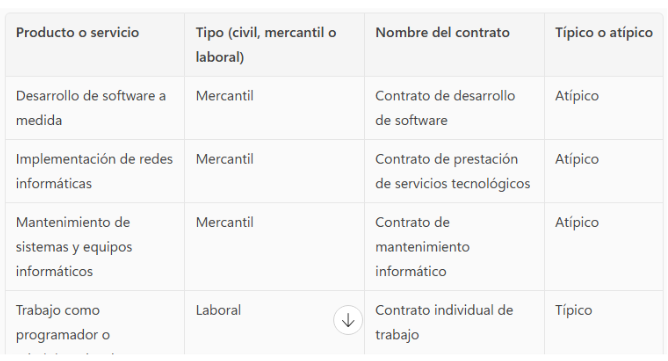 Producto o servicio
Tipo (civil, mercantil o
laboral)
Nombre del contrato
Típico o atípico
Desarrollo de software a
medida
Mercantil
Contrato de desarrollo
de software
Atípico
Implementación de redes
informáticas
Mercantil
Contrato de prestación
de servicios tecnológicos
Atípico
Mantenimiento de
sistemas y equipos
informáticos
Mercantil
Contrato de
mantenimiento
informático
Atípico
Trabajo como
programador o
Laboral
Contrato individual de
trabajo
Típico